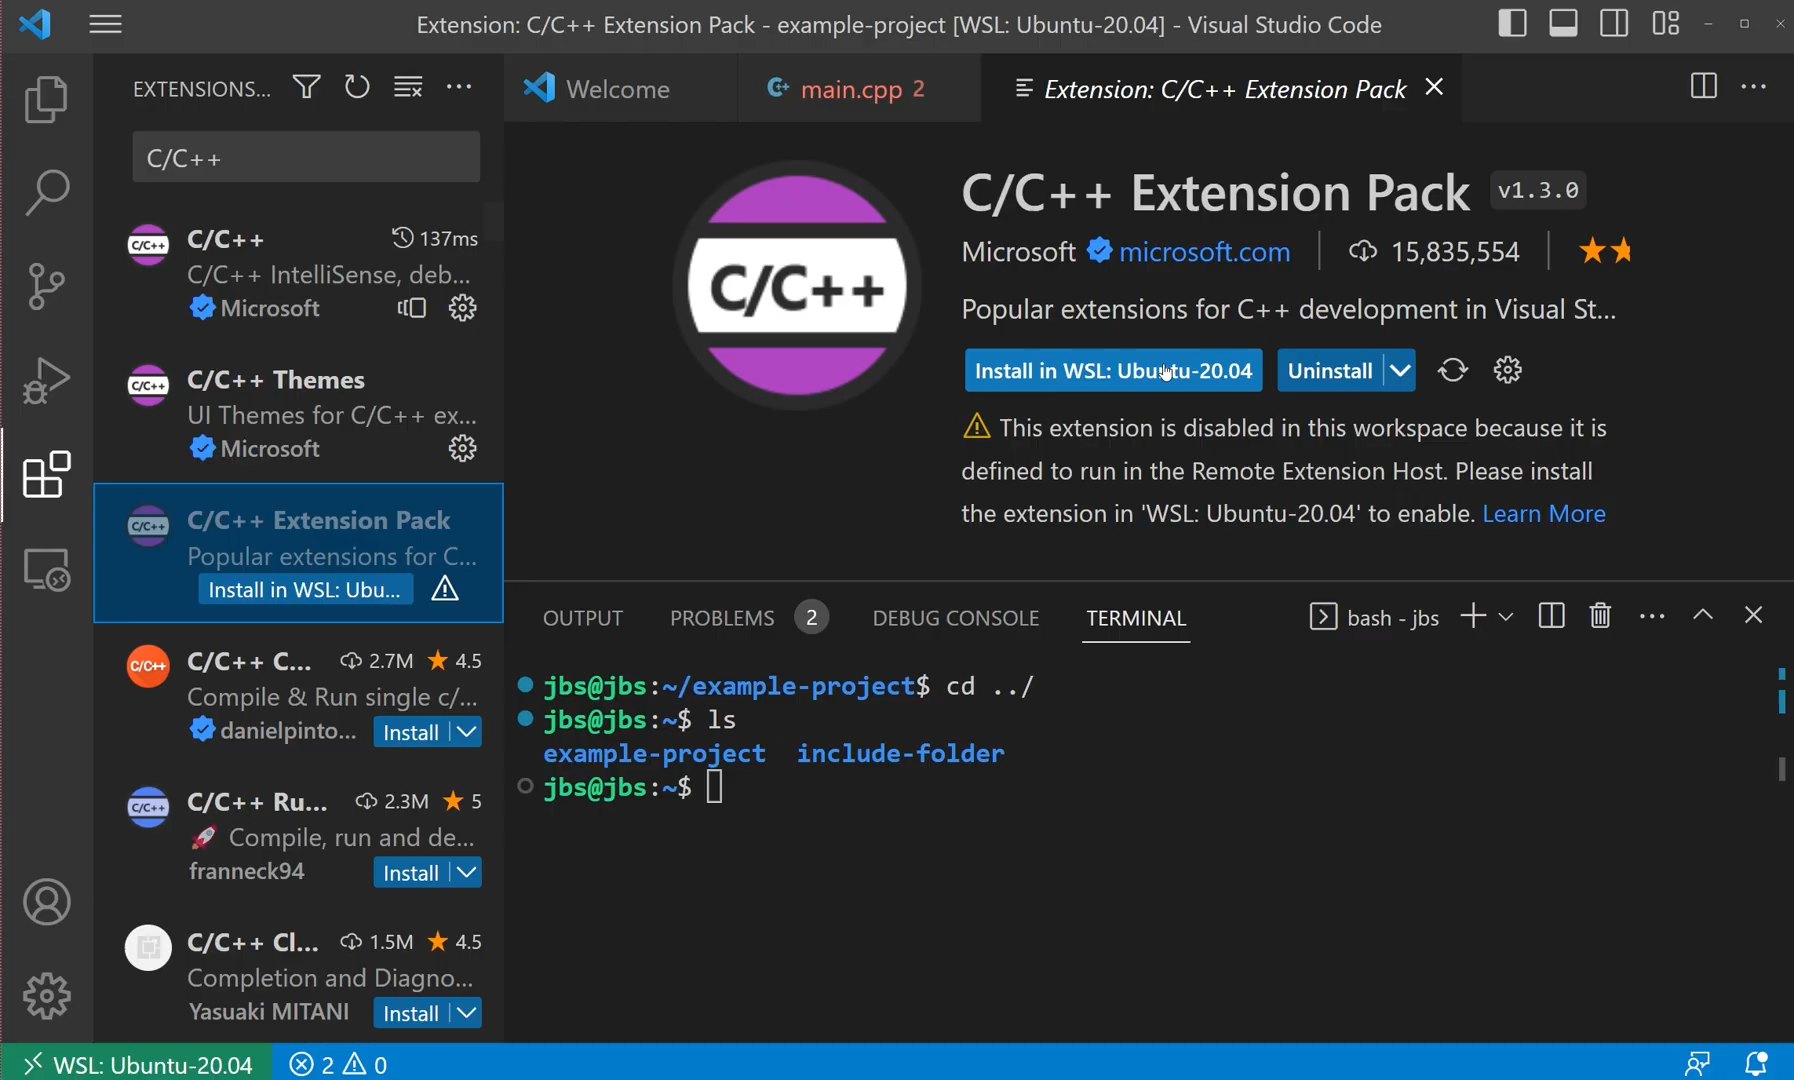 Extension: C/C++ Extension Pack - example-project [WSL: Ubuntu-20.04] - Visual Studio Code
EXTENSIONS...
C/C++
C/C++
C/C++ 137ms
C/C++ IntelliSense, deb...
Microsoft
C/C++
C/C++ Themes
UI Themes for C/C++ ex...
Microsoft
C/C++
C/C++ Extension Pack
Popular extensions for C...
Install in WSL: Ubu...
C/C++
C/C++ C... 2.7M 4.5
Compile & Run single c/...
danielpinto... Install
C/C++
C/C++ Ru... 2.3M 5
🚀 Compile, run and de...
franneck94 Install
C/C++ Cl... 1.5M 4.5
Completion and Diagno...
Yasuaki MITANI Install
Welcome
main.cpp 2
Extension: C/C++ Extension Pack
C/C++
C/C++ Extension Pack v1.3.0
Microsoft microsoft.com 15,835,554
Popular extensions for C++ development in Visual St...
Install in WSL: Ubuntu-20.04 Uninstall
This extension is disabled in this workspace because it is
defined to run in the Remote Extension Host. Please install
the extension in 'WSL: Ubuntu-20.04' to enable. Learn More
OUTPUT PROBLEMS 2 DEBUG CONSOLE TERMINAL bash - jbs
jbs@jbs:~/example-project$ cd ../
jbs@jbs:~$ ls
example-project include-folder
jbs@jbs:~$
WSL: Ubuntu-20.04 2 0